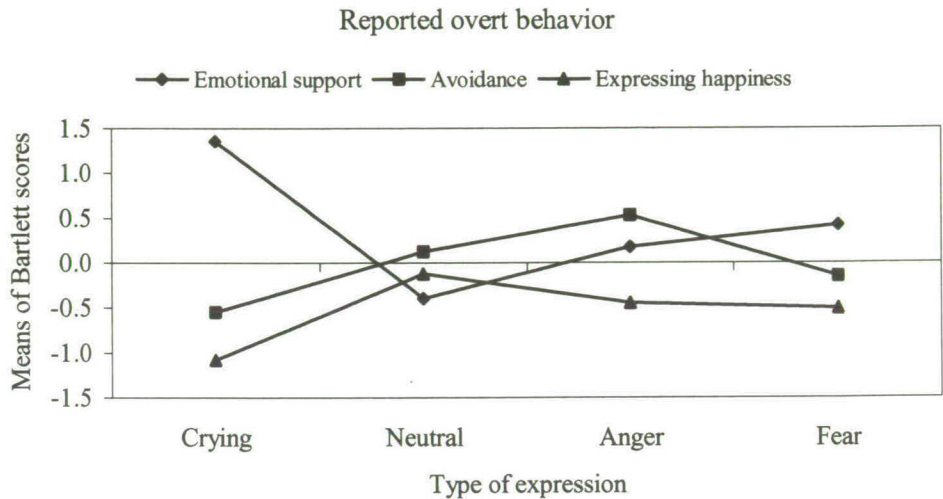 Reported overt behavior
Emotional support Avoidance Expressing happiness
Means of Bartlett scores
1.5
1.0
0.5
0.0
-0.5
-1.0
-1.5
Crying Neutral Anger Fear
Type of expression